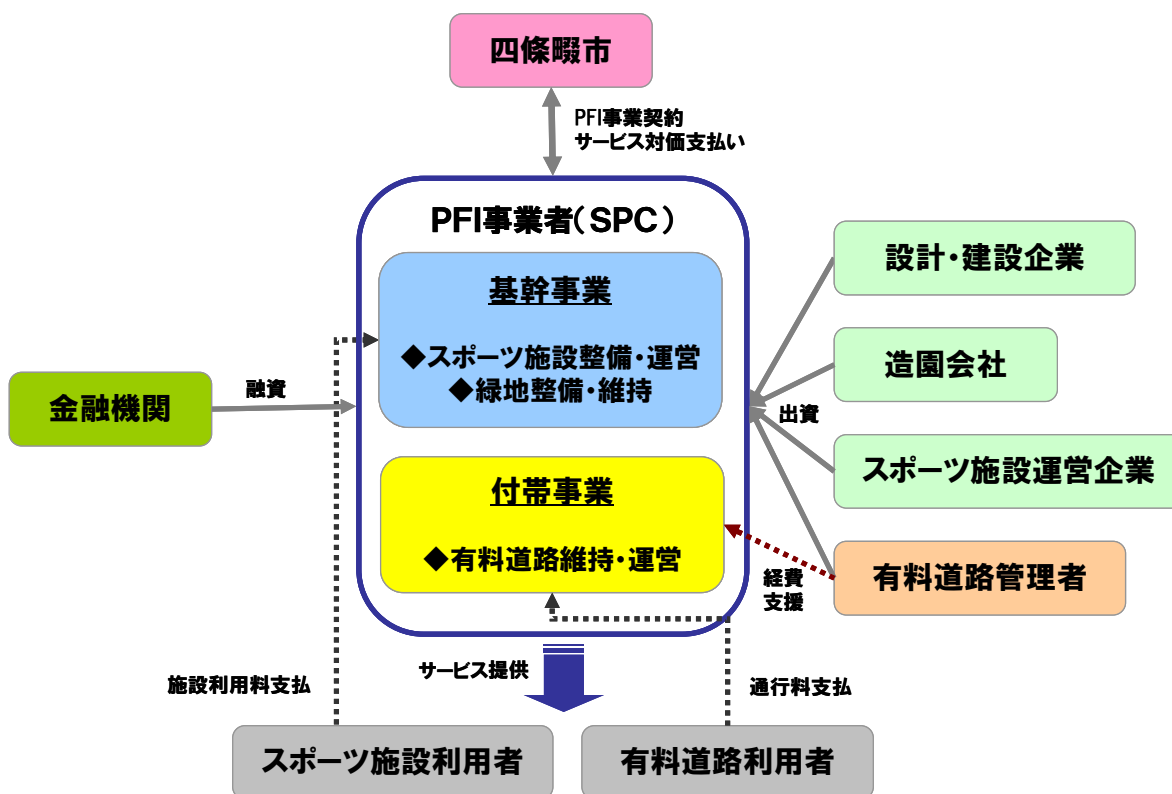 四條畷市
PFI事業契約
サービス対価支払い
PFI事業者(SPC)
基幹事業
◆スポーツ施設整備・運営
◆緑地整備・維持
付帯事業
◆有料道路維持・運営
金融機関
融資
設計・建設企業
造園会社
出資
スポーツ施設運営企業
有料道路管理者
経費
支援
サービス提供
施設利用料支払
通行料支払
スポーツ施設利用者
有料道路利用者